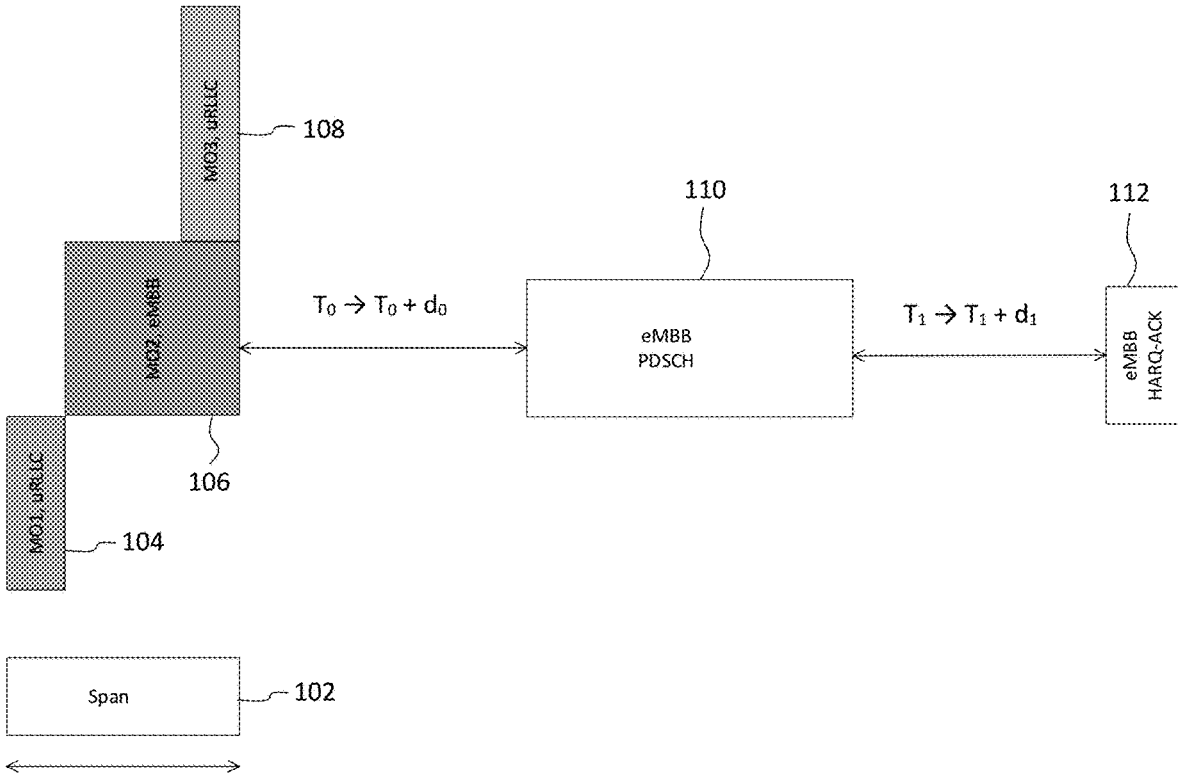 MO3, uRLLC
108
110
112
MO2, eMBB
T₀ → T₀ + d₀
eMBB
PDSCH
T₁ → T₁ + d₁
eMBB
HARQ-ACK
106
MO1, uRLLC
104
Span
102